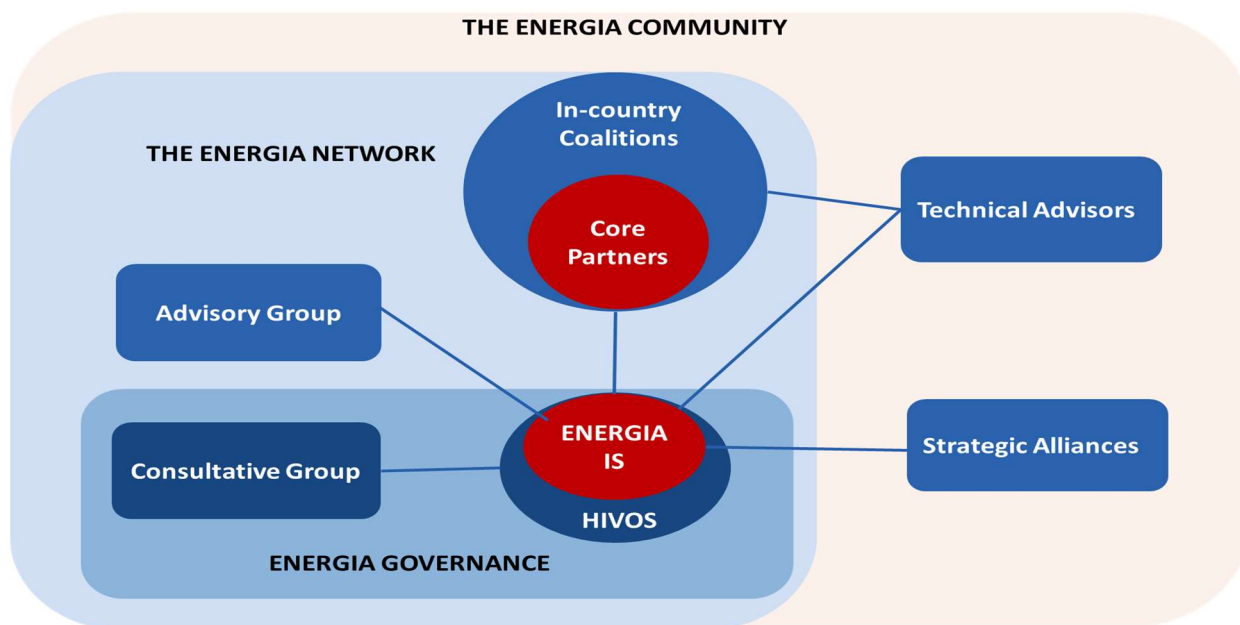 THE ENERGIA COMMUNITY
In-country
Coalitions
THE ENERGIA NETWORK
Core
Partners
Technical Advisors
Advisory Group
ENERGIA
IS
Strategic Alliances
Consultative Group
HIVOS
ENERGIA GOVERNANCE